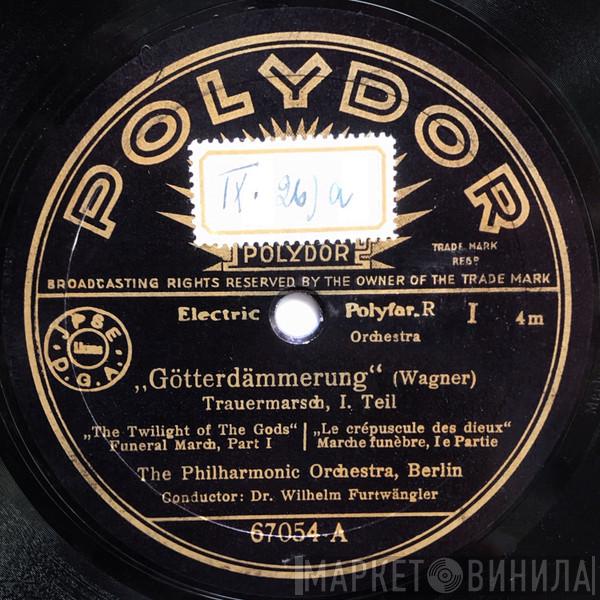 POLYDOR
IX. 26) a
POLYDOR
TRADE MARK
REGD
BROADCASTING RIGHTS RESERVED BY THE OWNER OF THE TRADE MARK
Electric Polyfar.R I 4m
Orchestra
J.P.S.E.
D.G.A.
„Götterdämmerung“ (Wagner)
Trauermarsch, I. Teil
„The Twilight of The Gods“ „Le crépuscule des dieux“
Funeral March, Part I Marche funèbre, Ie Partie
The Philharmonic Orchestra, Berlin
Conductor: Dr. Wilhelm Furtwängler
67054-A
МАРКЕТ ВИНИЛА